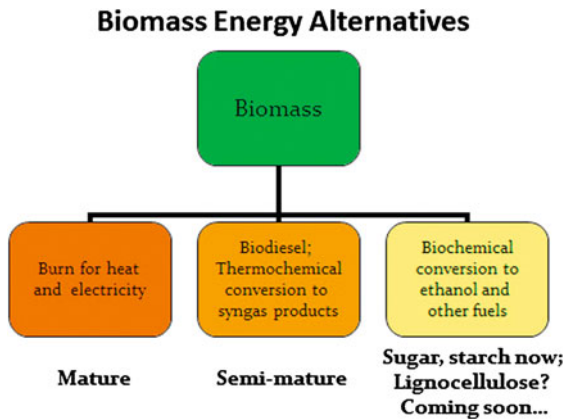 Biomass Energy Alternatives
Biomass
Burn for heat
and electricity
Mature
Biodiesel;
Thermochemical
conversion to
syngas products
Semi-mature
Biochemical
conversion to
ethanol and
other fuels
Sugar, starch now;
Lignocellulose?
Coming soon...